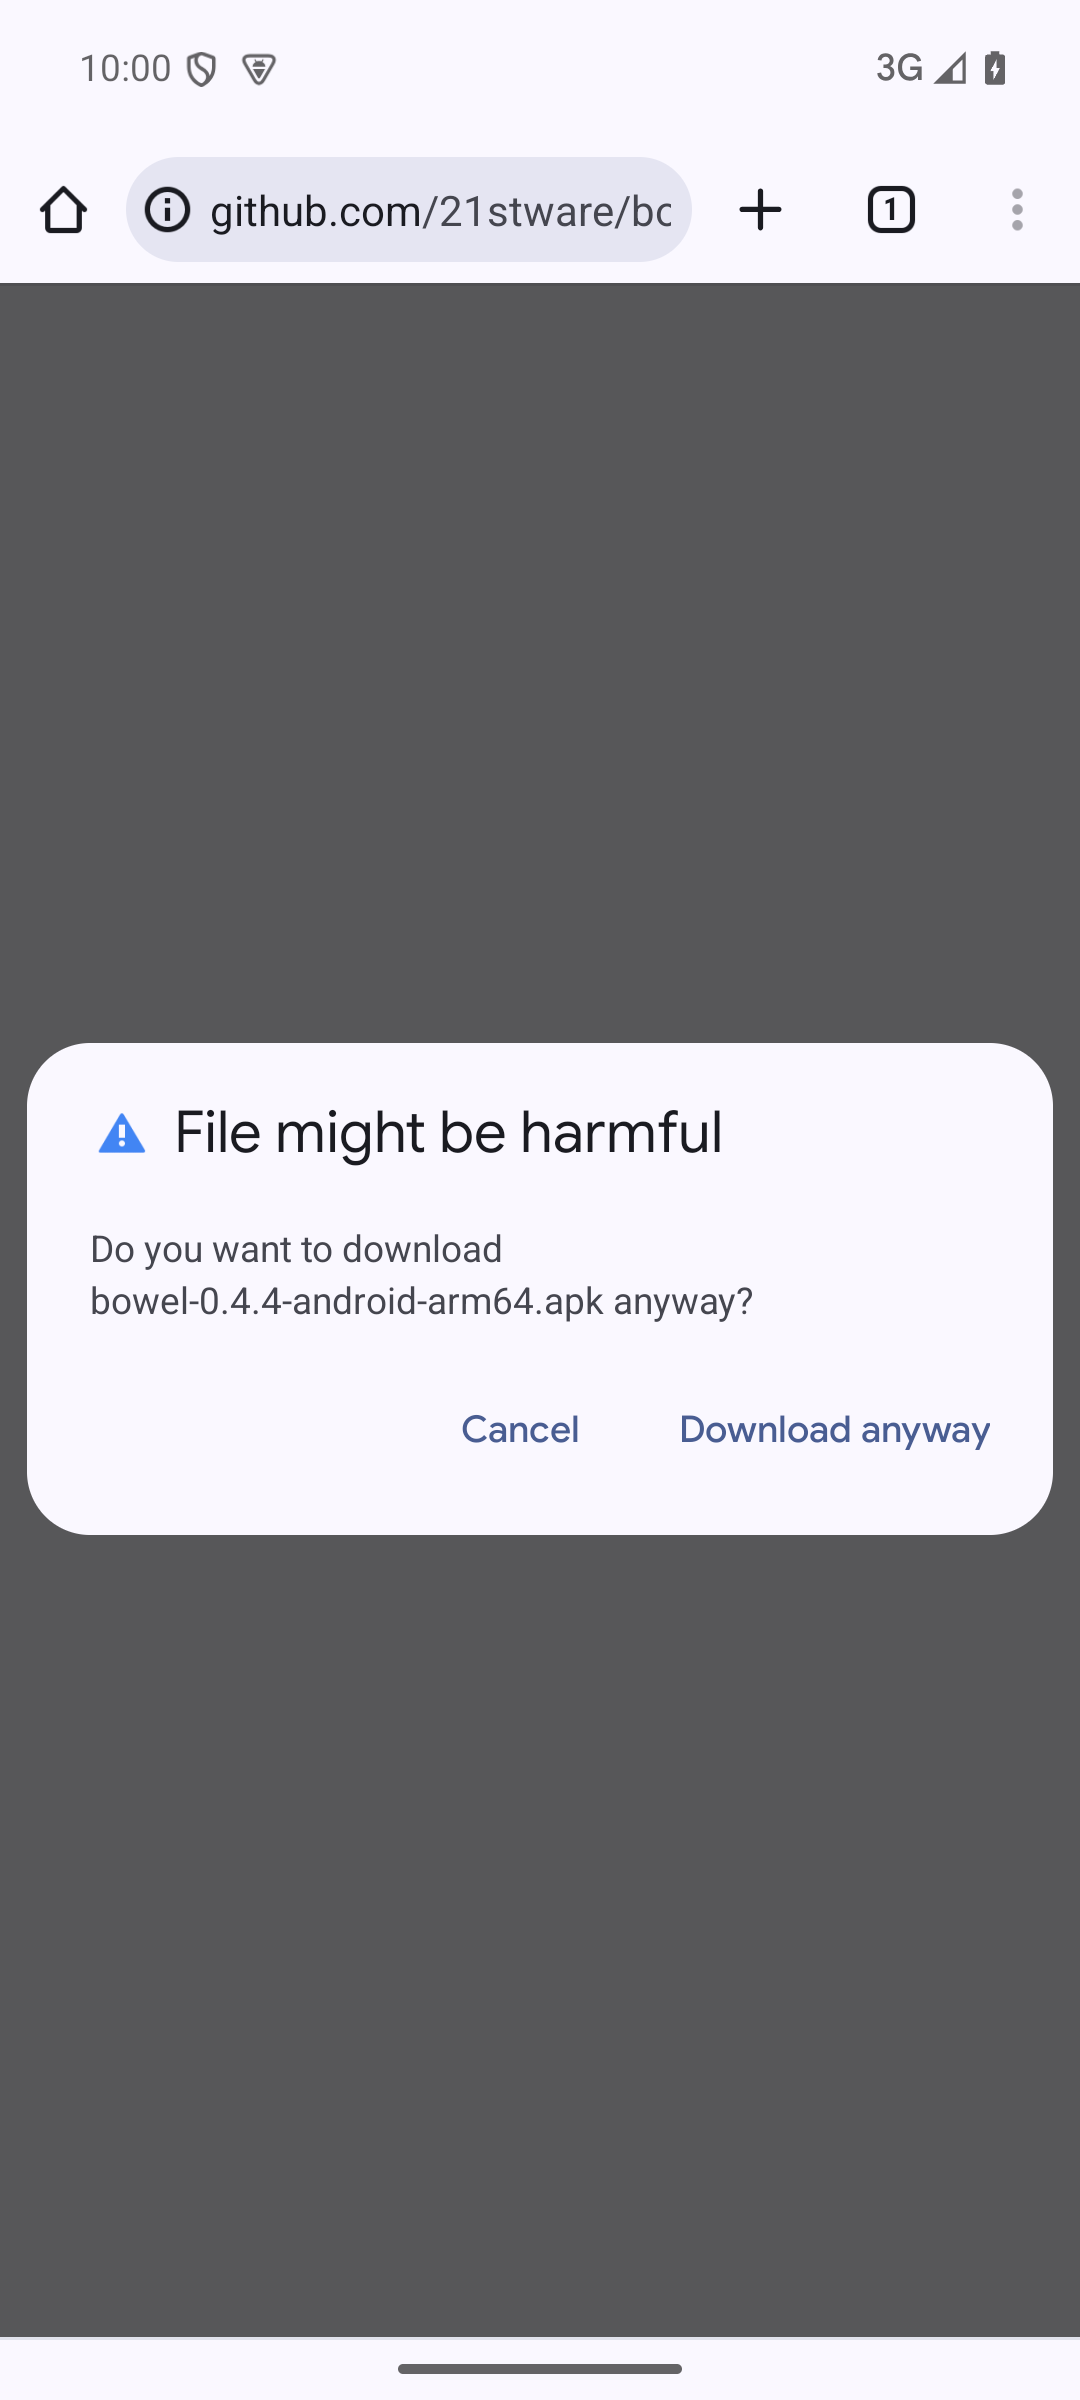 10:00
3G
github.com/21stware/bo
1
File might be harmful
Do you want to download
bowel-0.4.4-android-arm64.apk anyway?
Cancel
Download anyway